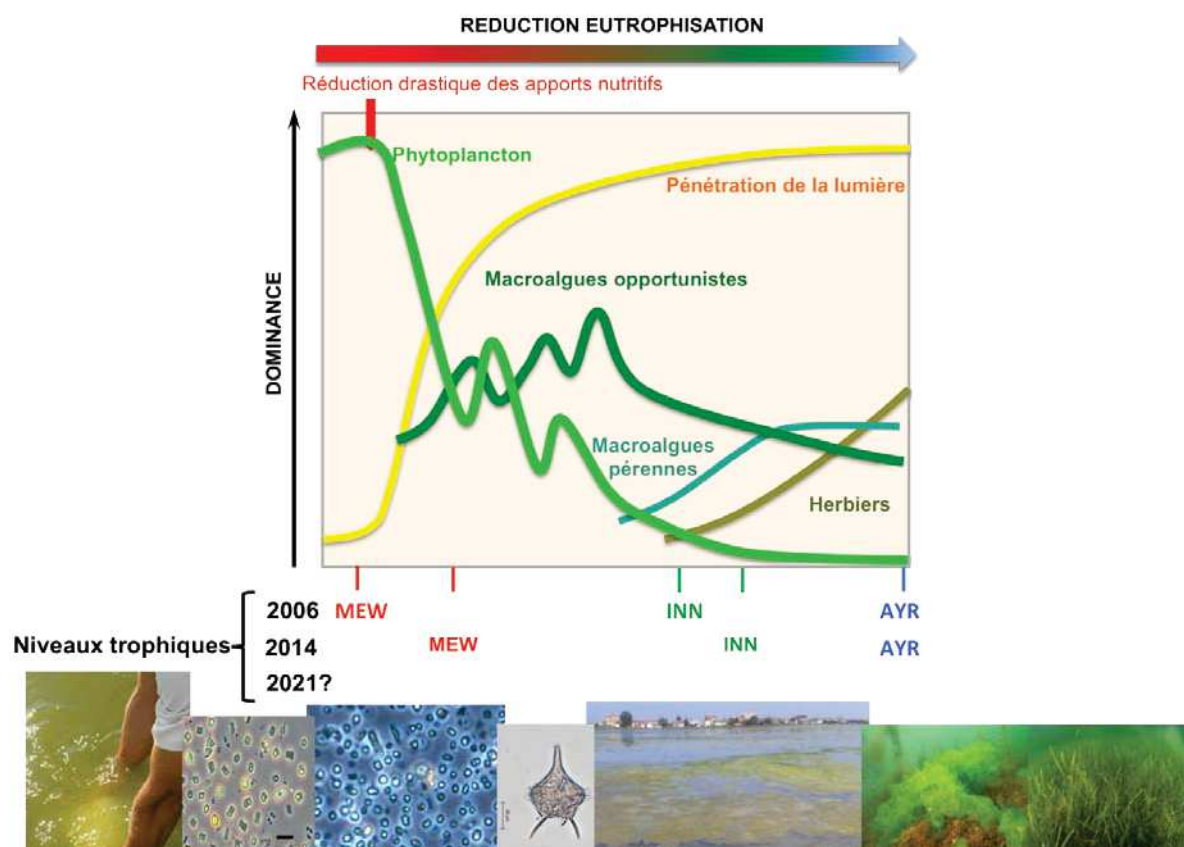 REDUCTION EUTROPHISATION
Réduction drastique des apports nutritifs
Phytoplancton
Pénétration de la lumière
Macroalgues opportunistes
DOMINANCE
Macroalgues
pérennes
Herbiers
2006 MEW INN AYR
Niveaux trophiques 2014 MEW INN AYR
2021?